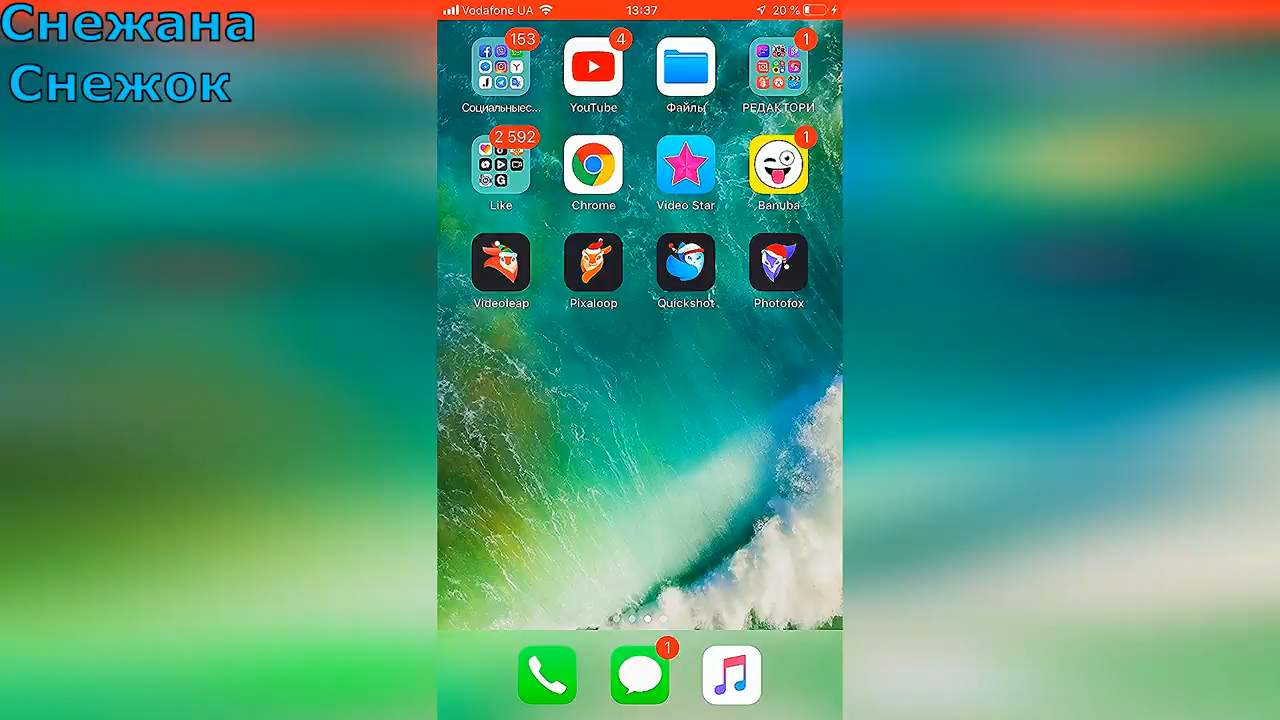 Снежана
Снежок
Vodafone UA
13:37
20 %
153
4
1
Социальныес...
YouTube
Файлы
РЕДАКТОРИ
2 592
1
Like
Chrome
Video Star
Banuba
Videoleap
Pixaloop
Quickshot
Photofox
1